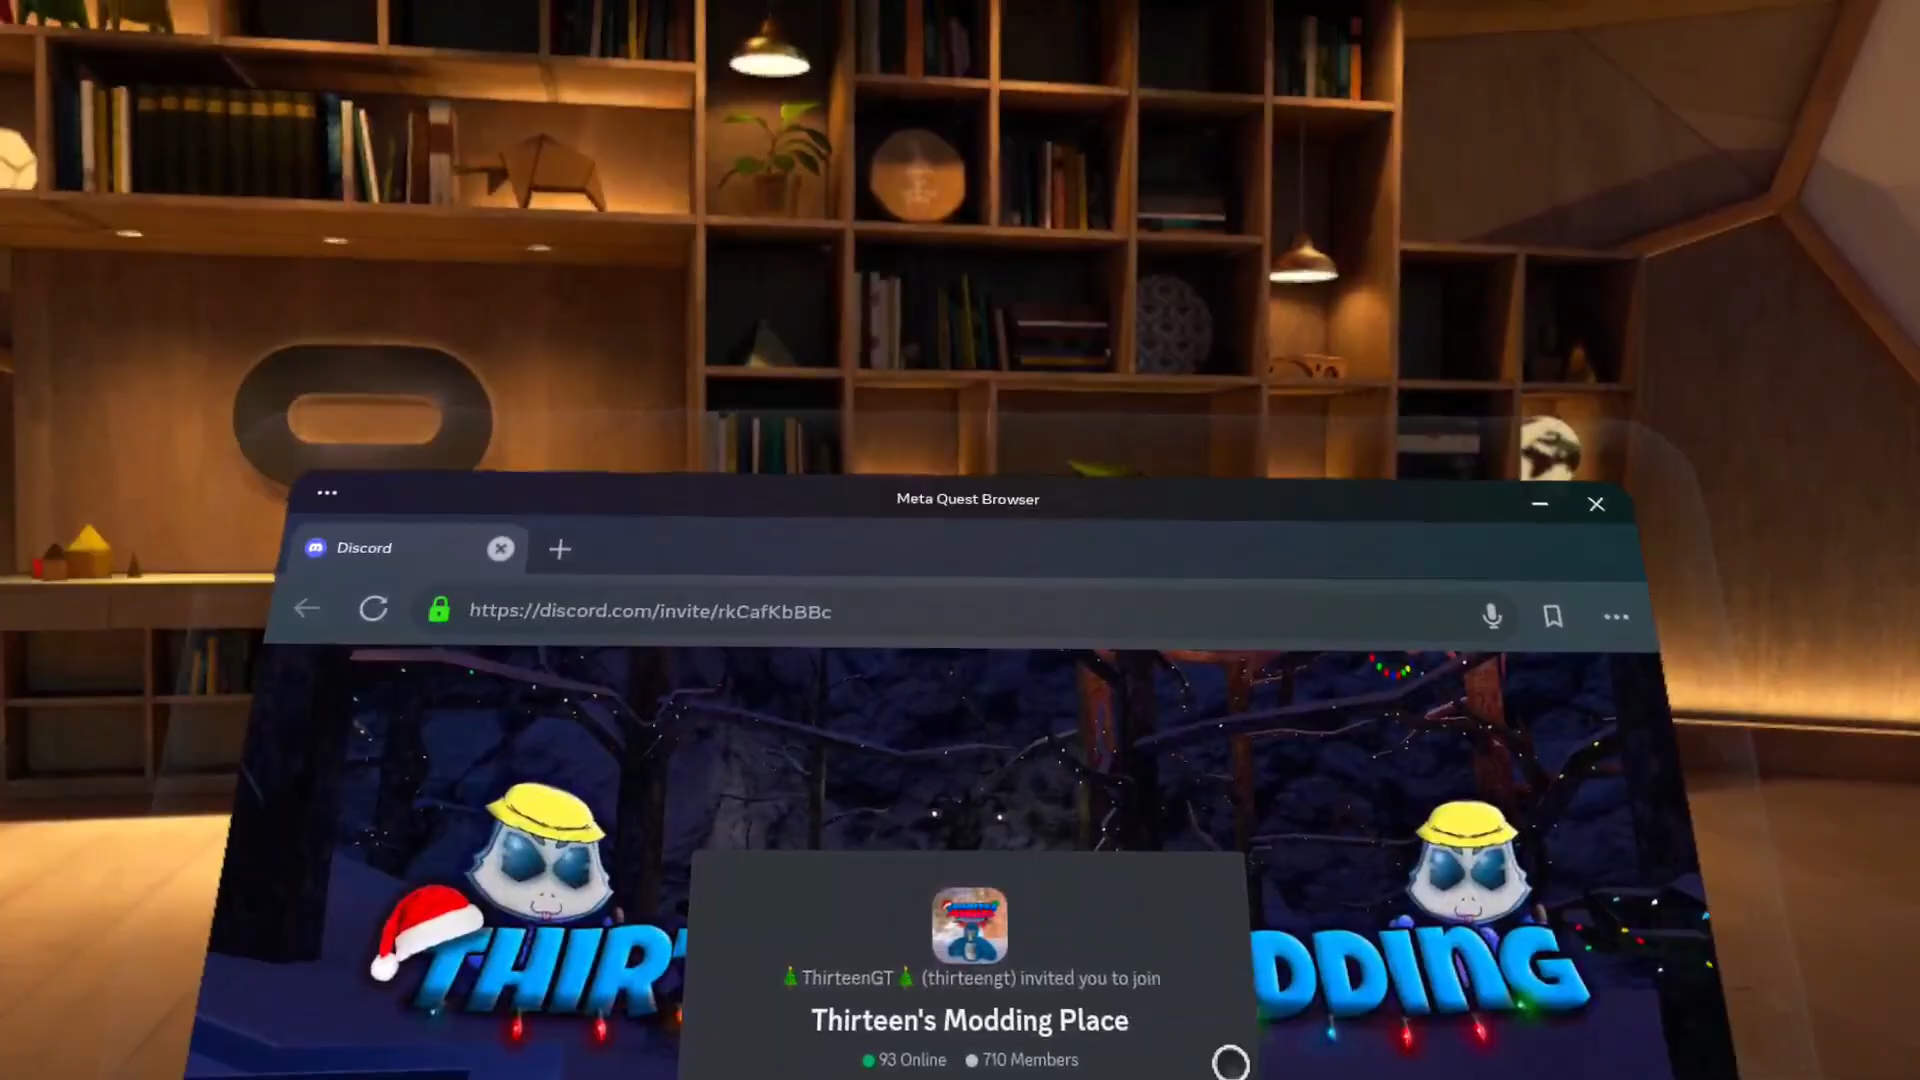 Meta Quest Browser
Discord
https://discord.com/invite/rkCafKbBBc
THIR
DDING
ThirteenGT (thirteengt) invited you to join
Thirteen's Modding Place
93 Online 710 Members